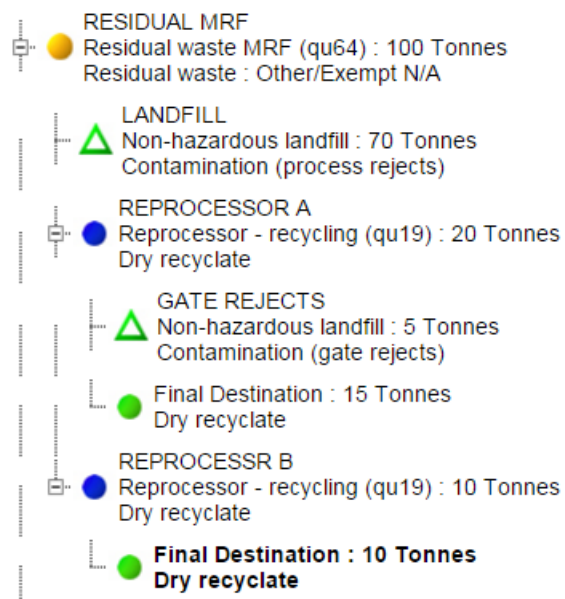 RESIDUAL MRF
Residual waste MRF (qu64) : 100 Tonnes
Residual waste : Other/Exempt N/A
LANDFILL
Non-hazardous landfill : 70 Tonnes
Contamination (process rejects)
REPROCESSOR A
Reprocessor - recycling (qu19) : 20 Tonnes
Dry recyclate
GATE REJECTS
Non-hazardous landfill : 5 Tonnes
Contamination (gate rejects)
Final Destination : 15 Tonnes
Dry recyclate
REPROCESSR B
Reprocessor - recycling (qu19) : 10 Tonnes
Dry recyclate
Final Destination : 10 Tonnes
Dry recyclate